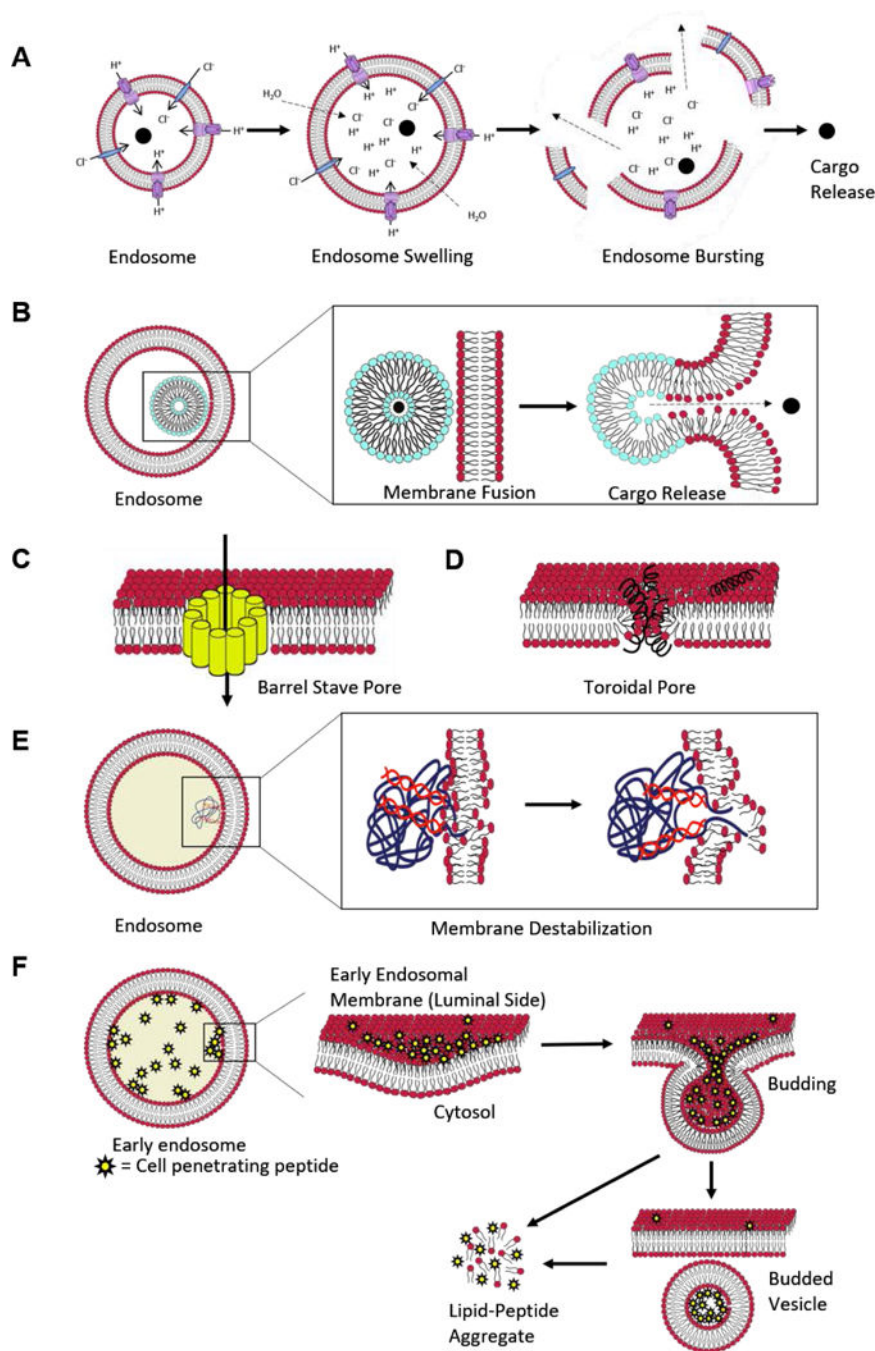 A
H⁺
Cl⁻
H⁺
Cl⁻
H⁺
Cl⁻
H⁺
H⁺
Cl⁻
H₂O
H⁺
Cl⁻
H⁺
Cl⁻
H⁺
Cl⁻
H⁺
H⁺
H⁺
Cl⁻
H⁺
Cl⁻
H⁺
H₂O
H⁺
Cl⁻
H⁺
Cl⁻
H⁺
Cl⁻
H⁺
H⁺
Cl⁻
Cargo
Release
Endosome
Endosome Swelling
Endosome Bursting
B
Endosome
Membrane Fusion
Cargo Release
C
D
Barrel Stave Pore
Toroidal Pore
E
Endosome
Membrane Destabilization
F
Early Endosomal
Membrane (Luminal Side)
Cytosol
Budding
Early endosome
= Cell penetrating peptide
Lipid-Peptide
Aggregate
Budded
Vesicle